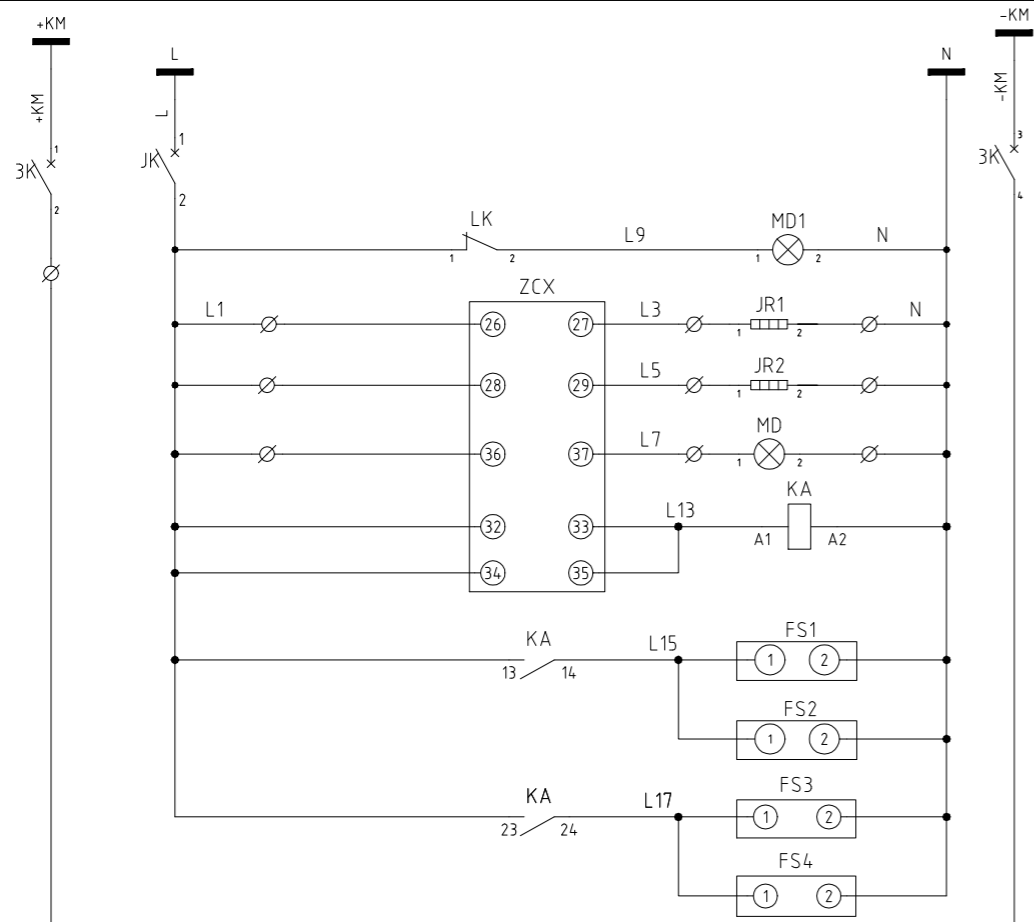 +KM
-KM
L
N
+KM
L
-KM
1
3K
2
1
JK
2
3
3K
4
LK
1
2
L9
MD1
1
2
N
ZCX
L1
26
27
L3
JR1
1
2
N
28
29
L5
JR2
1
2
36
37
L7
MD
1
2
32
33
L13
KA
A1
A2
34
35
KA
13
14
L15
FS1
1
2
FS2
1
2
KA
23
24
L17
FS3
1
2
FS4
1
2